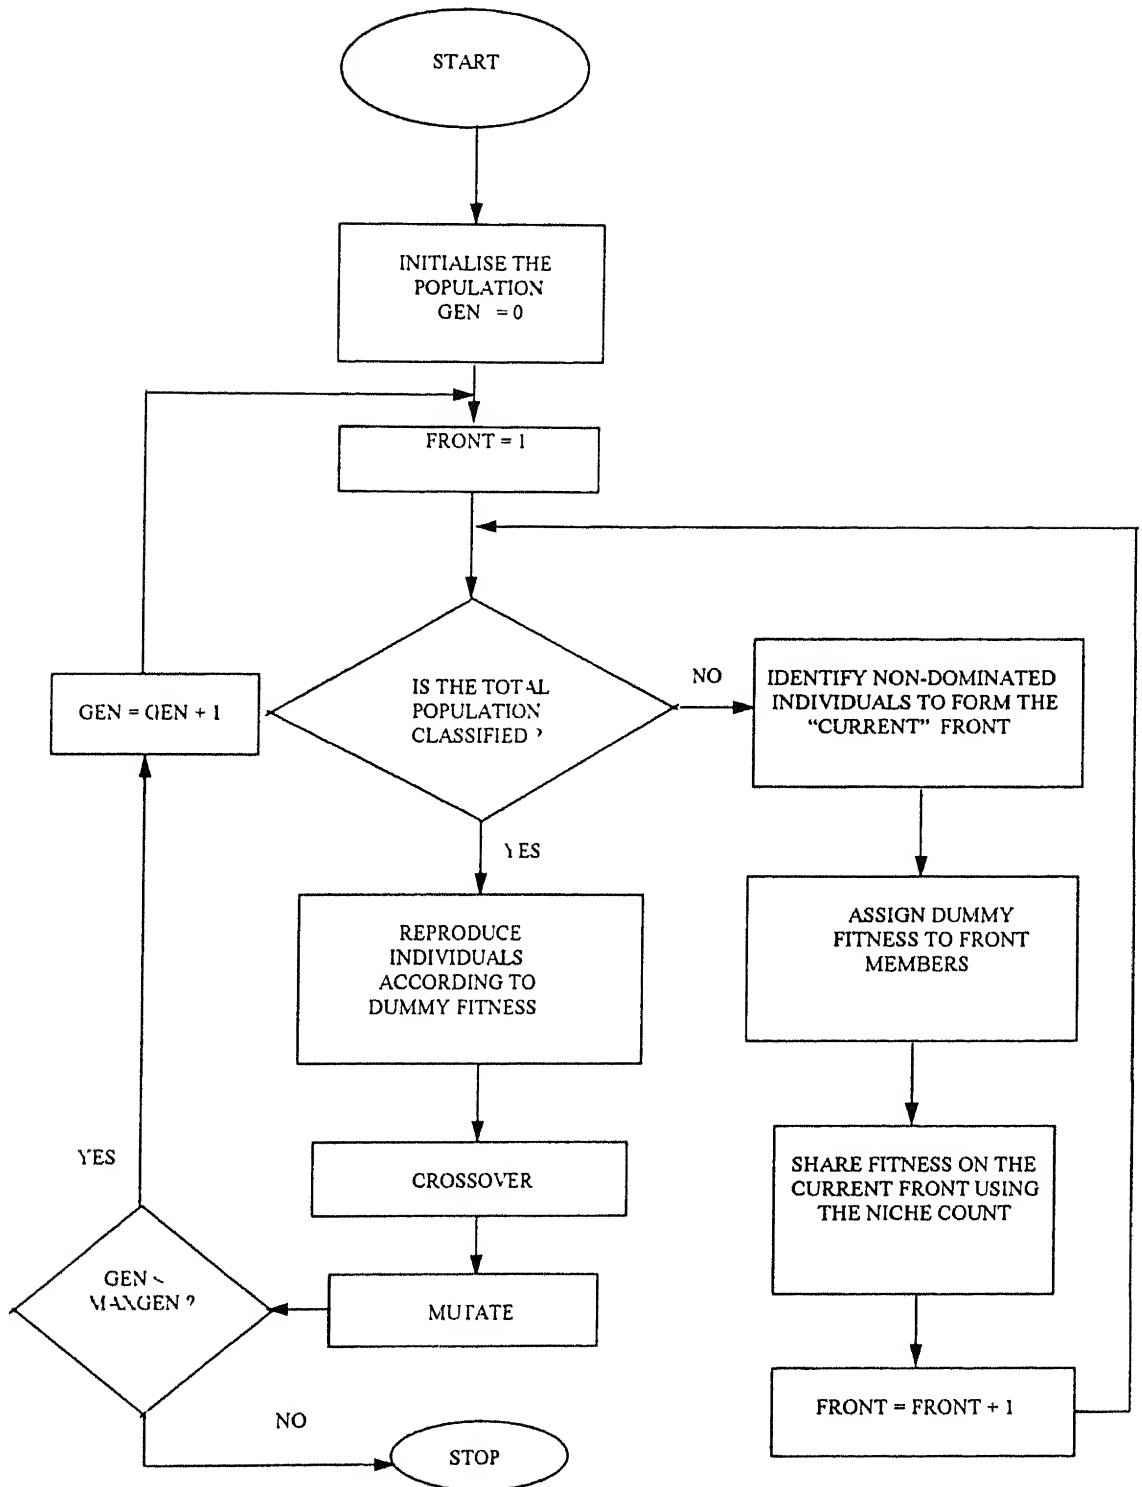 START
INITIALISE THE
POPULATION
GEN = 0
FRONT = 1
IS THE TOTAL
POPULATION
CLASSIFIED ?
NO
IDENTIFY NON-DOMINATED
INDIVIDUALS TO FORM THE
“CURRENT” FRONT
GEN = GEN + 1
YES
ASSIGN DUMMY
FITNESS TO FRONT
MEMBERS
REPRODUCE
INDIVIDUALS
ACCORDING TO
DUMMY FITNESS
YES
CROSSOVER
SHARE FITNESS ON THE
CURRENT FRONT USING
THE NICHE COUNT
GEN <
MAXGEN ?
MUTATE
FRONT = FRONT + 1
NO
STOP